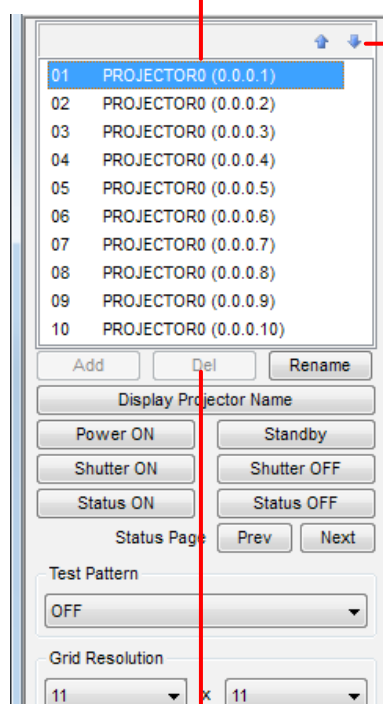 01 PROJECTOR0 (0.0.0.1)
02 PROJECTOR0 (0.0.0.2)
03 PROJECTOR0 (0.0.0.3)
04 PROJECTOR0 (0.0.0.4)
05 PROJECTOR0 (0.0.0.5)
06 PROJECTOR0 (0.0.0.6)
07 PROJECTOR0 (0.0.0.7)
08 PROJECTOR0 (0.0.0.8)
09 PROJECTOR0 (0.0.0.9)
10 PROJECTOR0 (0.0.0.10)
Add Del Rename
Display Projector Name
Power ON Standby
Shutter ON Shutter OFF
Status ON Status OFF
Status Page Prev Next
Test Pattern
OFF
Grid Resolution
11 x 11